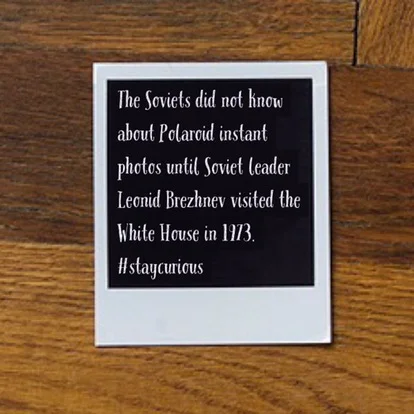 The Soviets did not know
about Polaroid instant
photos until Soviet leader
Leonid Brezhnev visited the
White House in 1973.
#staycurious